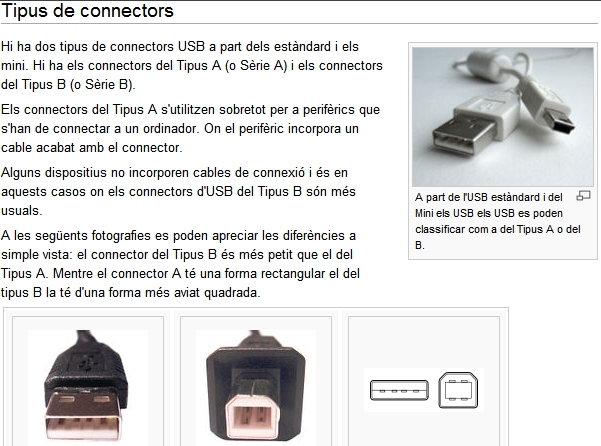 Tipus de connectors
Hi ha dos tipus de connectors USB a part dels estàndard i els
mini. Hi ha els connectors del Tipus A (o Sèrie A) i els connectors
del Tipus B (o Sèrie B).
Els connectors del Tipus A s'utilitzen sobretot per a perifèrics que
s'han de connectar a un ordinador. On el perifèric incorpora un
cable acabat amb el connector.
Alguns dispositius no incorporen cables de connexió i és en
aquests casos on els connectors d'USB del Tipus B són més
usuals.
A les següents fotografies es poden apreciar les diferències a
simple vista: el connector del Tipus B és més petit que el del
Tipus A. Mentre el connector A té una forma rectangular el del
tipus B la té d'una forma més aviat quadrada.
A part de l'USB estàndard i del
Mini els USB els USB es poden
classificar com a del Tipus A o del
B.